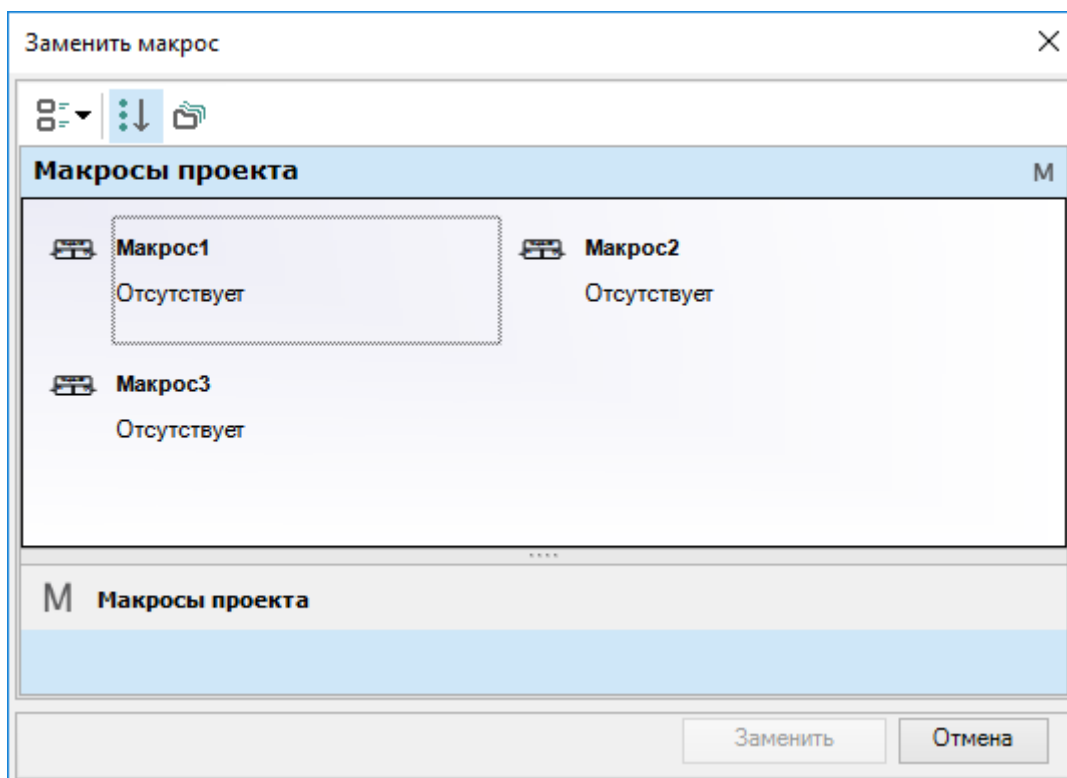 Заменить макрос
Макросы проекта M
Макрос1 Макрос2
Отсутствует Отсутствует
Макрос3
Отсутствует
M Макросы проекта
Заменить Отмена